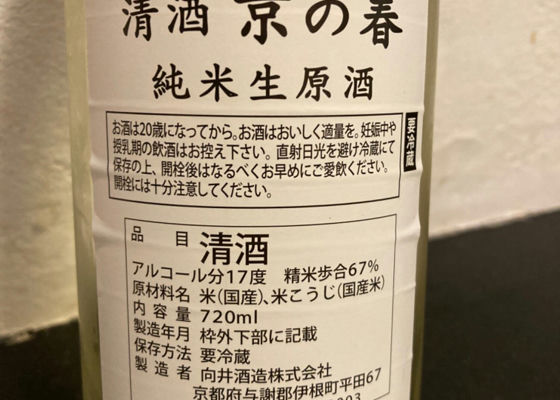 清酒 京の春
純米生原酒
お酒は20歳になってから。お酒はおいしく適量を。妊娠中や
授乳期の飲酒はお控え下さい。直射日光を避け冷蔵にて
保存の上、開栓後はなるべくお早めにご愛飲ください。
開栓には十分注意してください。
要冷蔵
品目 清酒
アルコール分17度 精米歩合67%
原材料名 米(国産)、米こうじ(国産米)
内容量 720ml
製造年月 枠外下部に記載
保存方法 要冷蔵
製造者 向井酒造株式会社
京都府与謝郡伊根町平田67